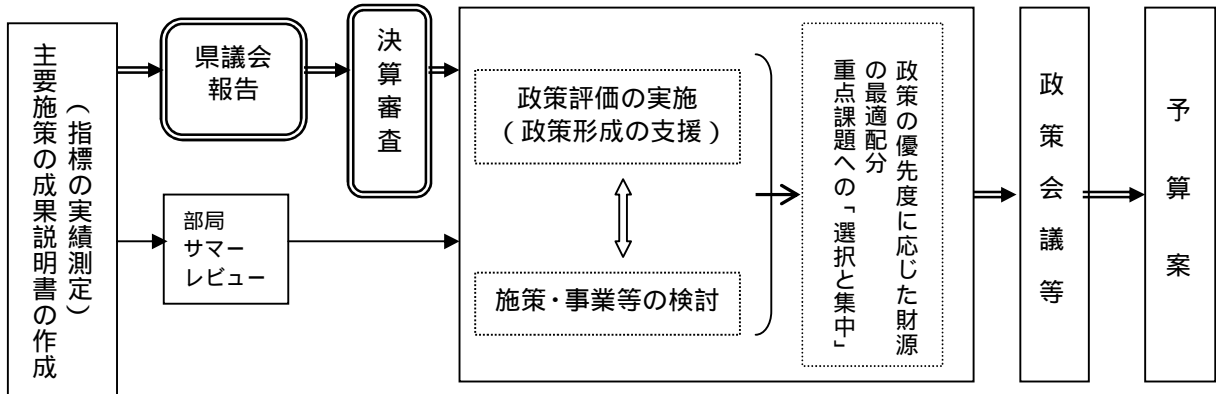 主要施策の成果説明書の作成
（指標の実績測定）
県議会
報告
決算審査
部局
サマー
レビュー
政策評価の実施
（政策形成の支援）
施策・事業等の検討
政策の優先度に応じた財源
の最適配分
重点課題への「選択と集中」
政策会議等
予算案